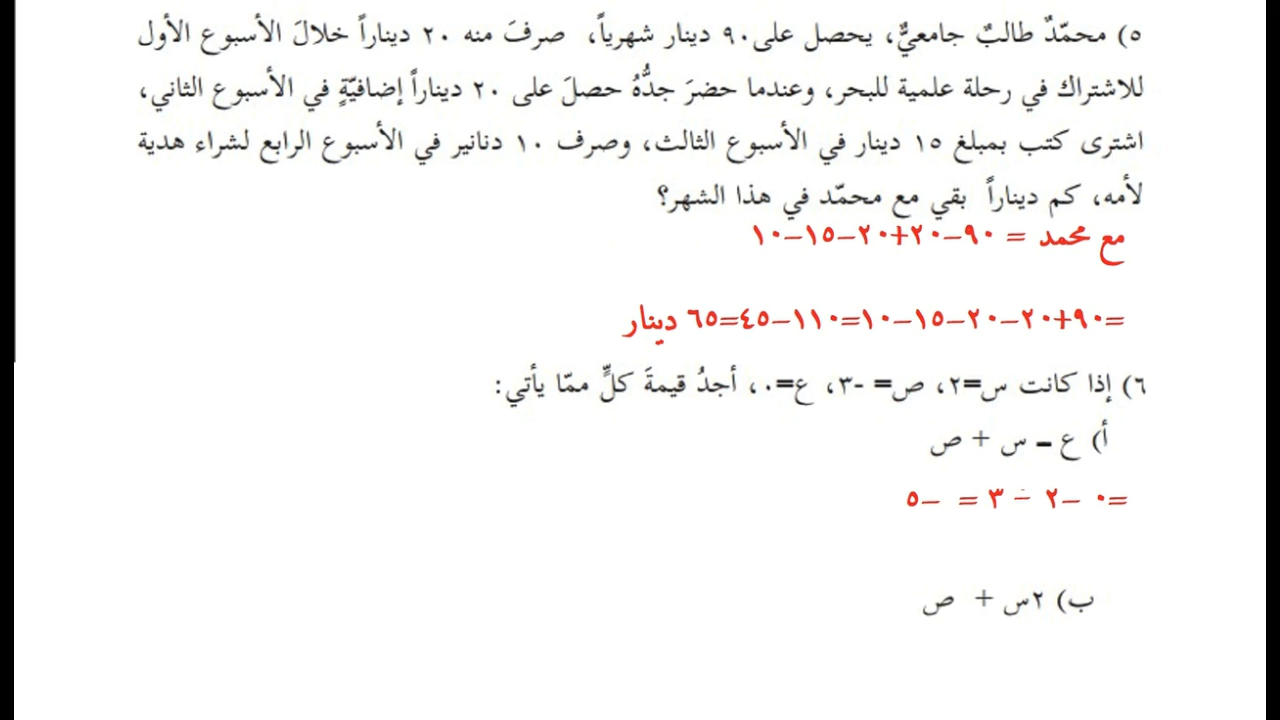 ٥) محمّدٌ طالبٌ جامعيٌّ، يحصل على٩٠ دينار شهرياً، صرفَ منه ٢٠ ديناراً خلالَ الأسبوع الأول
للاشتراك في رحلة علمية للبحر، وعندما حضرَ جدُّهُ حصلَ على ٢٠ ديناراً إضافيّةٍ في الأسبوع الثاني،
اشترى كتب بمبلغ ١٥ دينار في الأسبوع الثالث، وصرف ١٠ دنانير في الأسبوع الرابع لشراء هدية
لأمه، كم ديناراً بقي مع محمّد في هذا الشهر؟
مع محمد = ٩٠−٢٠+٢٠−١٥−١٠
=٩٠+٢٠−٢٠−١٥−١٠=١١٠−٤٥=٦٥ دينار
٦) إذا كانت س=٢، ص= -٣، ع=٠، أجدُ قيمةَ كلٍّ ممّا يأتي:
أ) ع − س + ص
=٠ −٢ − ٣ = −٥
ب) ٢س + ص